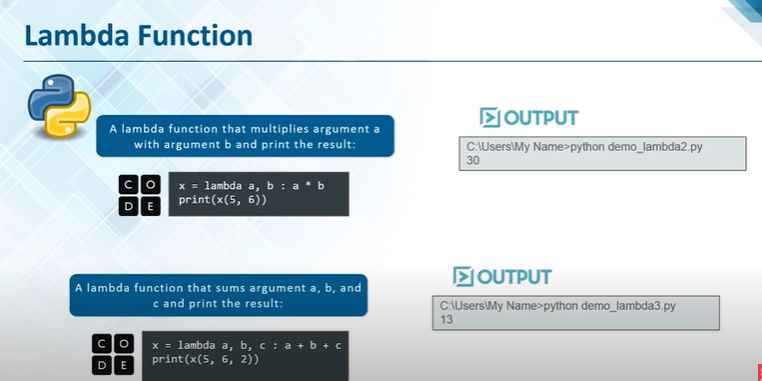 Lambda Function
A lambda function that multiplies argument a
with argument b and print the result:
OUTPUT
C:\Users\My Name>python demo_lambda2.py
30
C O
D E
x = lambda a, b : a * b
print(x(5, 6))
A lambda function that sums argument a, b, and
c and print the result:
OUTPUT
C:\Users\My Name>python demo_lambda3.py
13
C O
D E
x = lambda a, b, c : a + b + c
print(x(5, 6, 2))